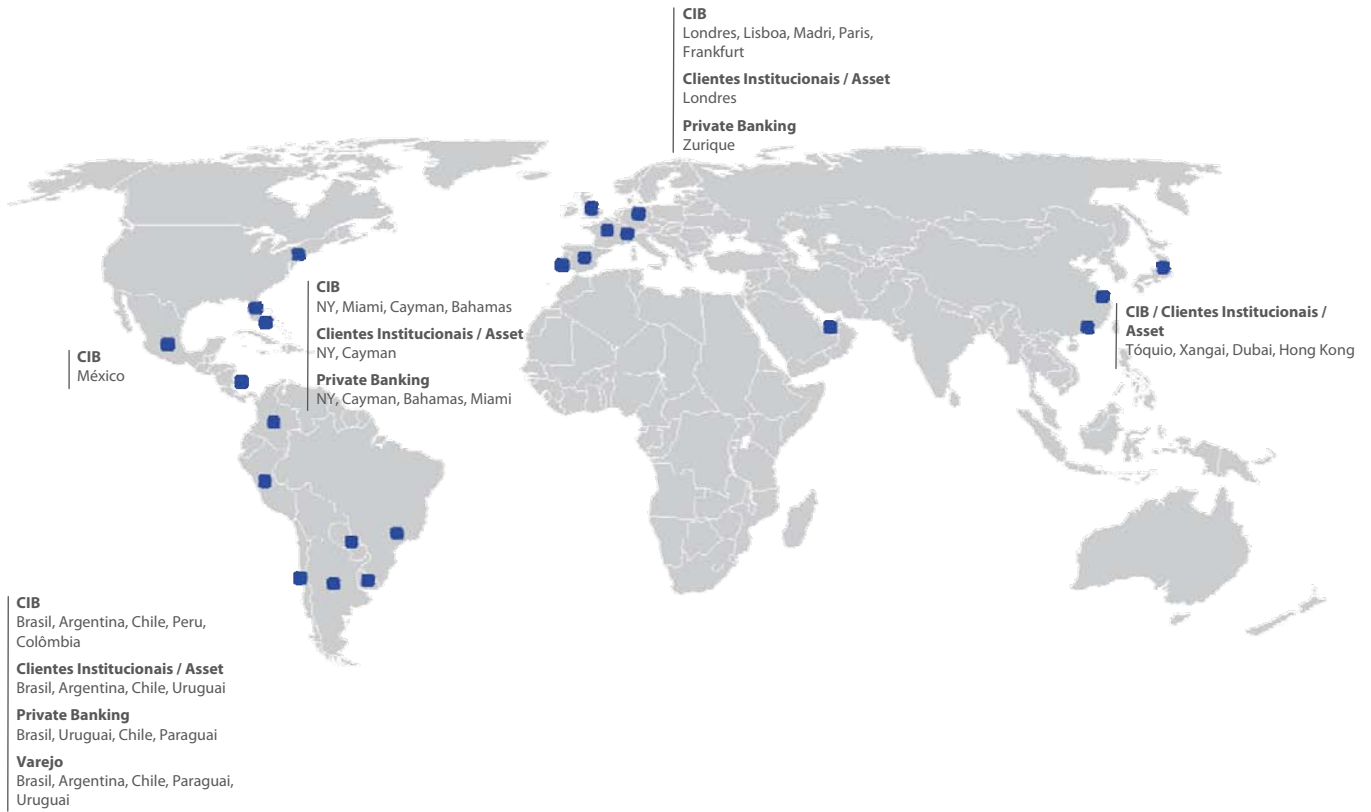 CIB
Londres, Lisboa, Madri, Paris,
Frankfurt
Clientes Institucionais / Asset
Londres
Private Banking
Zurique
CIB
NY, Miami, Cayman, Bahamas
Clientes Institucionais / Asset
NY, Cayman
Private Banking
NY, Cayman, Bahamas, Miami
CIB / Clientes Institucionais /
Asset
Tóquio, Xangai, Dubai, Hong Kong
CIB
México
CIB
Brasil, Argentina, Chile, Peru,
Colômbia
Clientes Institucionais / Asset
Brasil, Argentina, Chile, Uruguai
Private Banking
Brasil, Uruguai, Chile, Paraguai
Varejo
Brasil, Argentina, Chile, Paraguai,
Uruguai